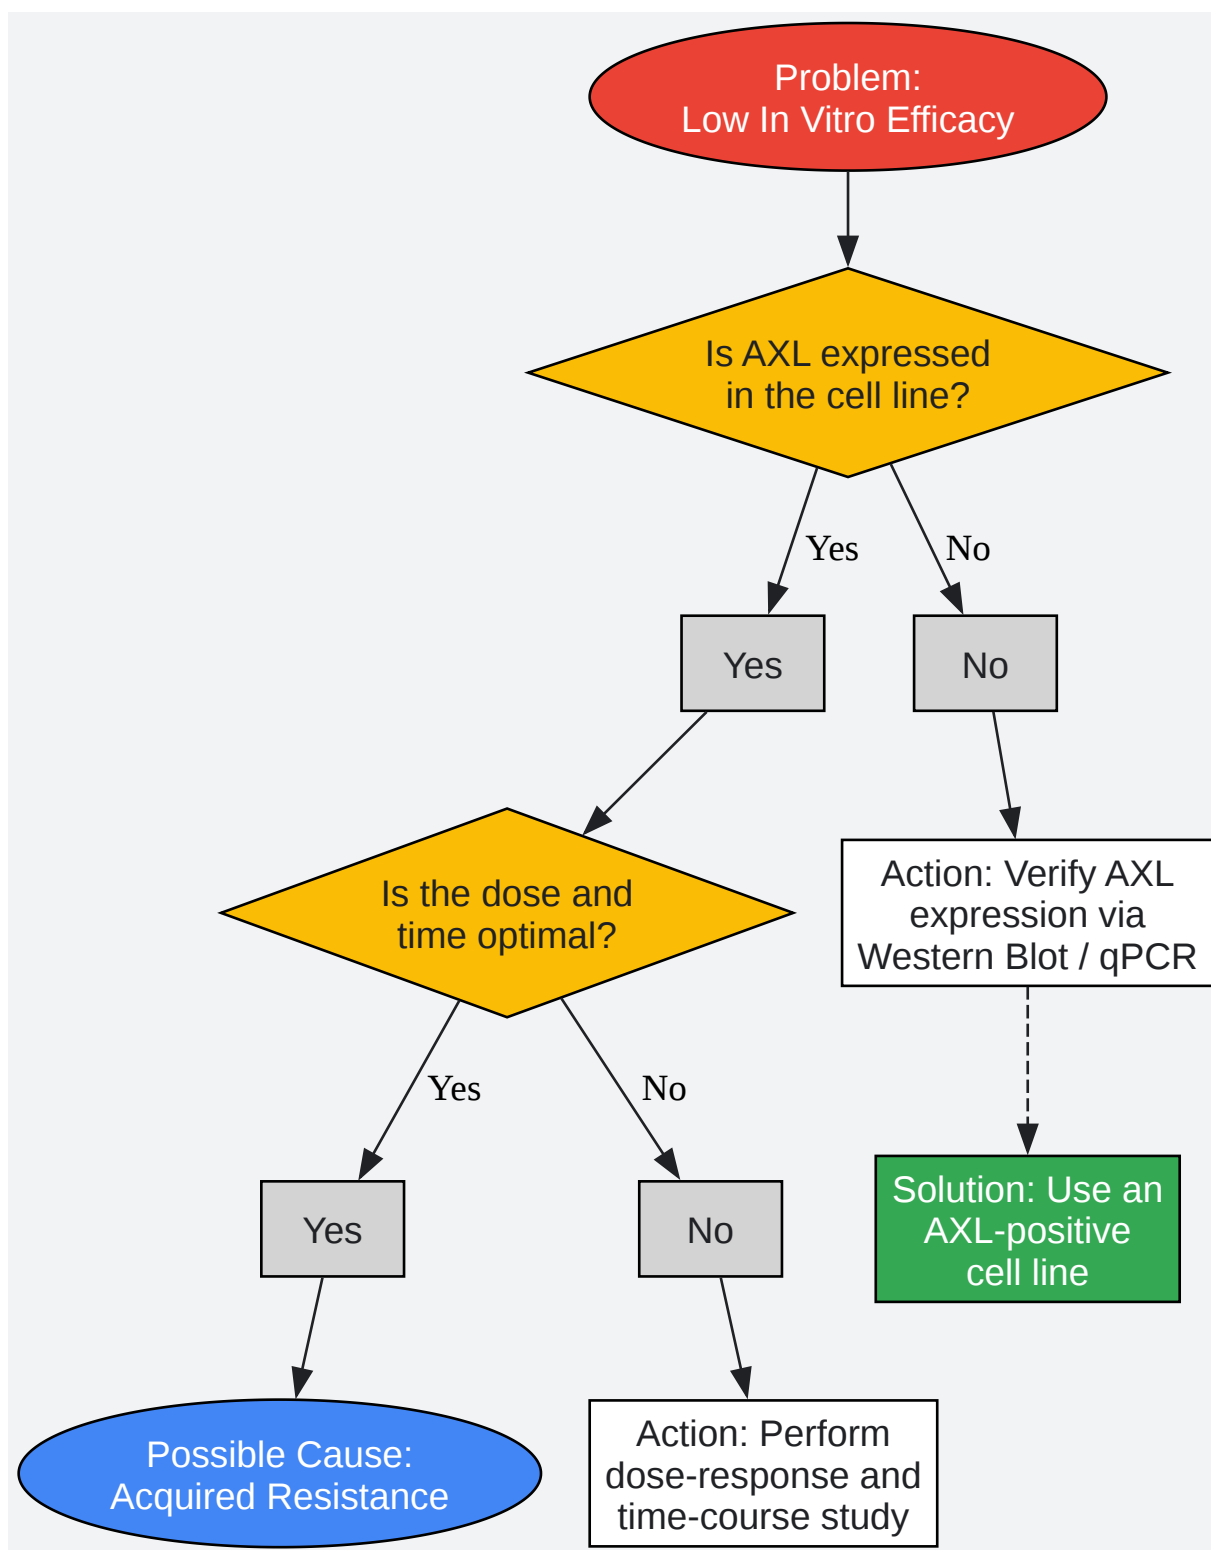 Problem:
Low In Vitro Efficacy
Is AXL expressed
in the cell line?
Yes
No
Yes
No
Is the dose and
time optimal?
Action: Verify AXL
expression via
Western Blot / qPCR
Yes
No
Solution: Use an
AXL-positive
cell line
Yes
No
Possible Cause:
Acquired Resistance
Action: Perform
dose-response and
time-course study